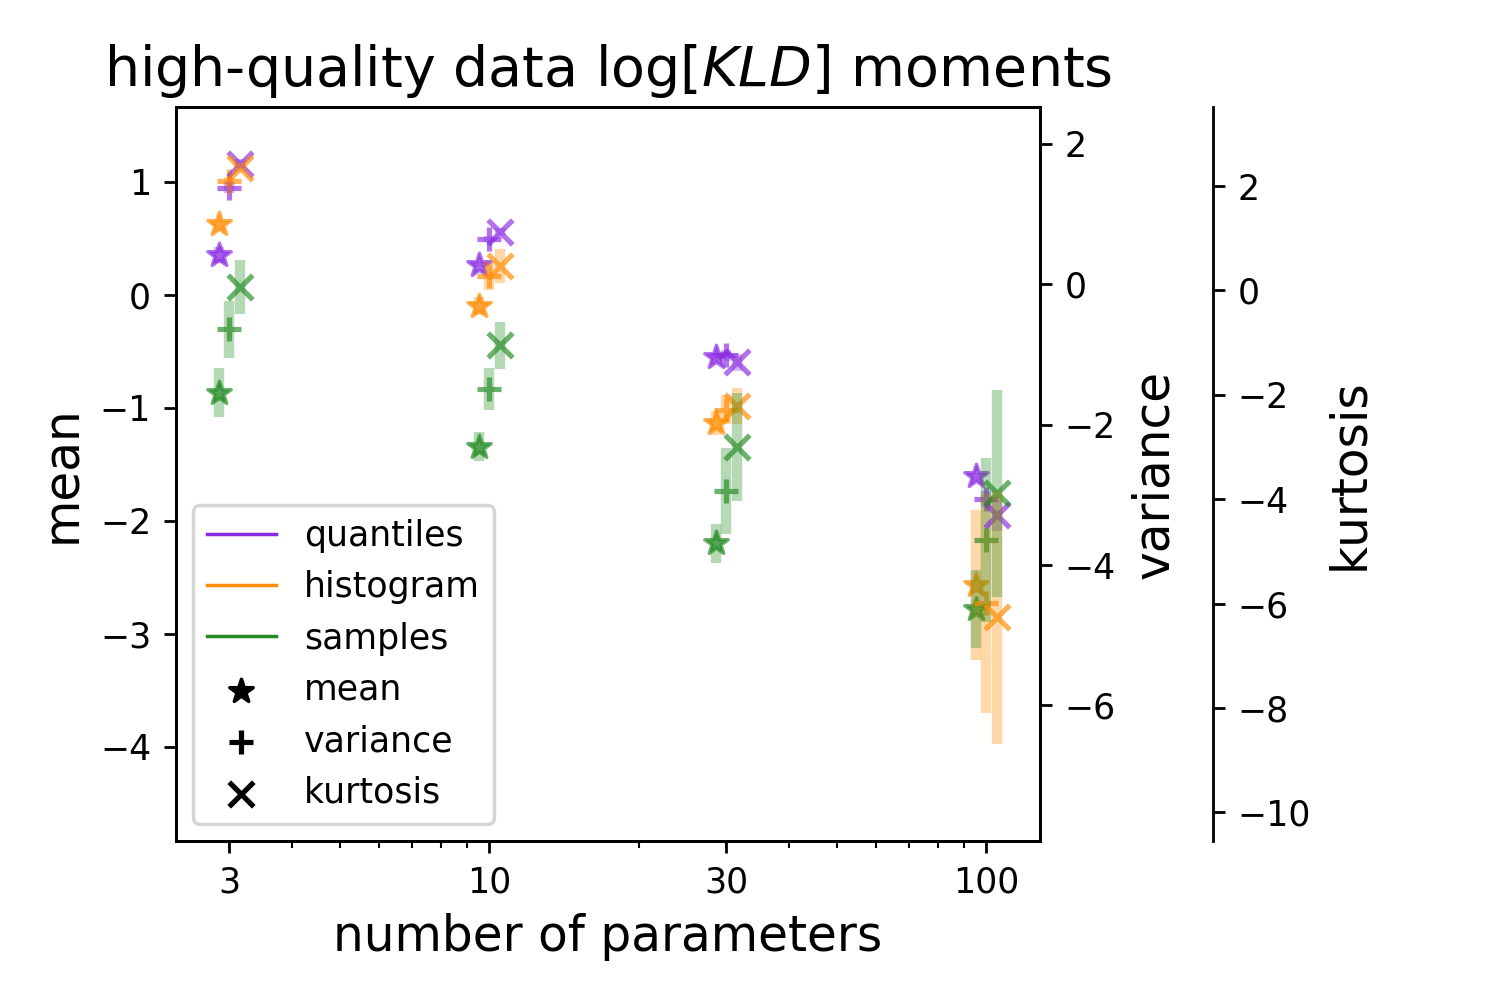 high-quality data log[KLD] moments
1
0
−1
−2
−3
−4
mean
2
0
−2
−4
−6
variance
2
0
−2
−4
−6
−8
−10
kurtosis
quantiles
histogram
samples
mean
variance
kurtosis
3 10 30 100
number of parameters